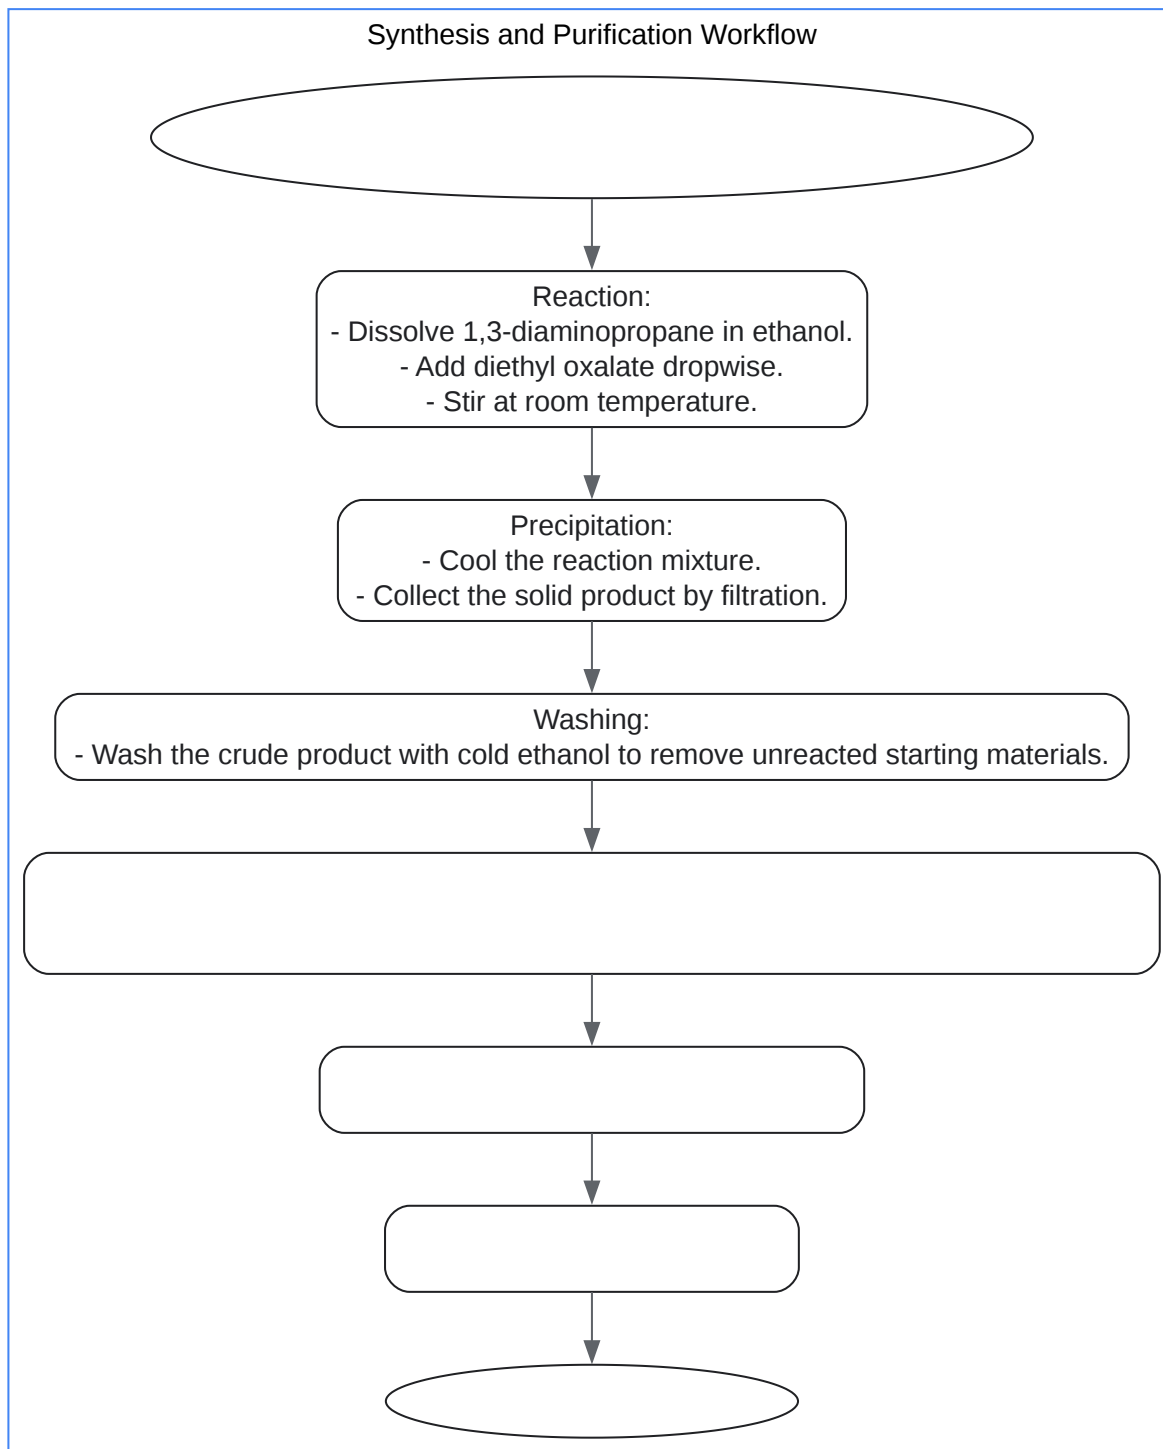 Synthesis and Purification Workflow
Reaction:
- Dissolve 1,3-diaminopropane in ethanol.
- Add diethyl oxalate dropwise.
- Stir at room temperature.
Precipitation:
- Cool the reaction mixture.
- Collect the solid product by filtration.
Washing:
- Wash the crude product with cold ethanol to remove unreacted starting materials.